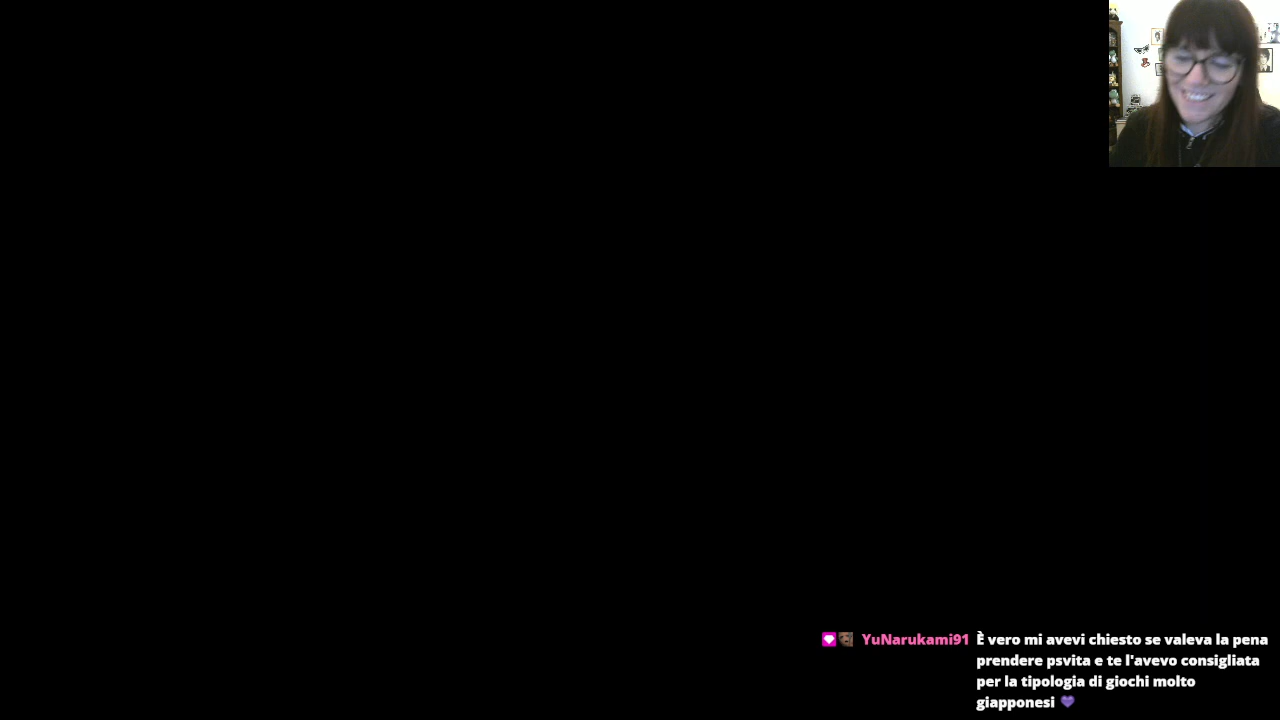 YuNarukami91 È vero mi avevi chiesto se valeva la pena
prendere psvita e te l'avevo consigliata
per la tipologia di giochi molto
giapponesi 💜